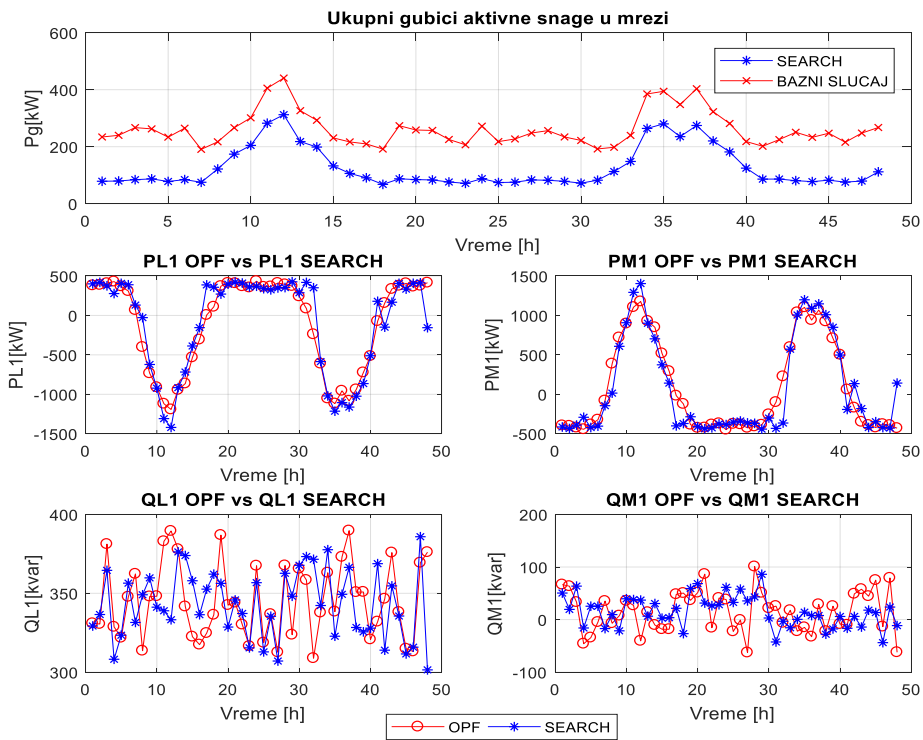 Ukupni gubici aktivne snage u mrezi
600
400
200
0
Pg[kW]
SEARCH
BAZNI SLUCAJ
0 5 10 15 20 25 30 35 40 45 50
Vreme [h]
PL1 OPF vs PL1 SEARCH
500
0
-500
-1000
-1500
PL1[kW]
0 10 20 30 40 50
Vreme [h]
PM1 OPF vs PM1 SEARCH
1500
1000
500
0
-500
PM1[kW]
0 10 20 30 40 50
Vreme [h]
QL1 OPF vs QL1 SEARCH
400
350
300
QL1[kvar]
0 10 20 30 40 50
Vreme [h]
QM1 OPF vs QM1 SEARCH
200
100
0
-100
QM1[kvar]
0 10 20 30 40 50
Vreme [h]
OPF SEARCH